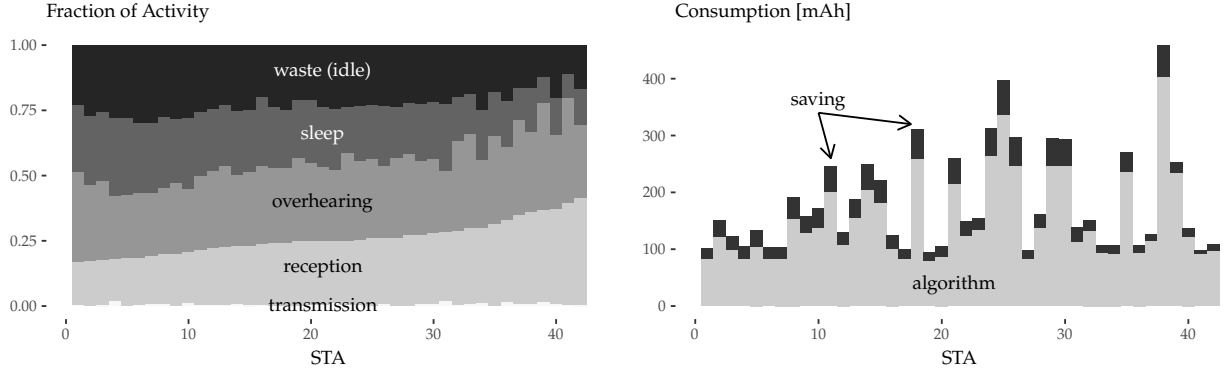 Fraction of Activity
1.00
0.75
0.50
0.25
0.00
waste (idle)
sleep
overhearing
reception
transmission
0
10
20
30
40
STA
Consumption [mAh]
400
300
200
100
0
saving
algorithm
0
10
20
30
40
STA